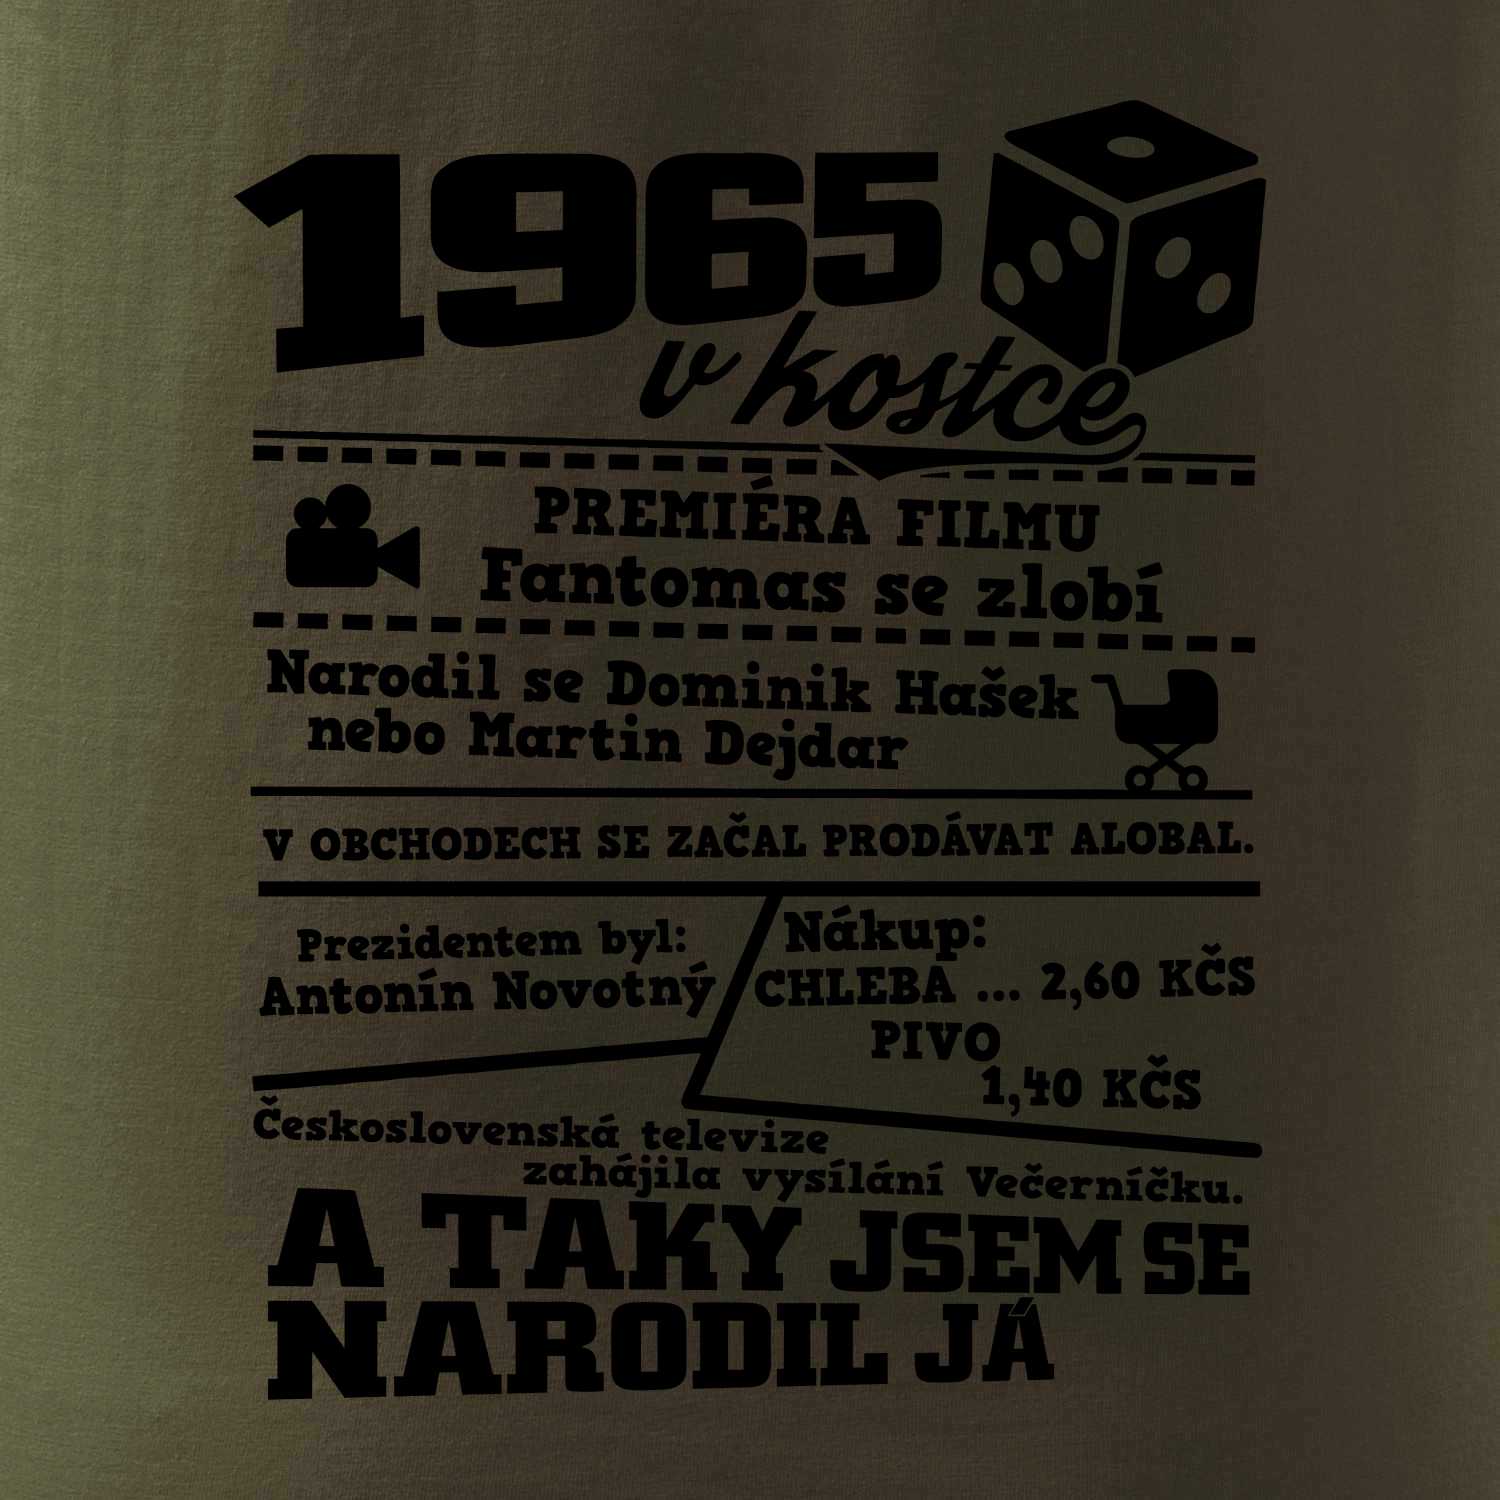 1965
v kostce
PREMIÉRA FILMU
Fantomas se zlobí
Narodil se Dominik Hašek
nebo Martin Dejdar
V OBCHODECH SE ZAČAL PRODÁVAT ALOBAL.
Prezidentem byl:
Antonín Novotný
Nákup:
CHLEBA ... 2,60 KČS
PIVO
1,40 KČS
Československá televize
zahájila vysílání Večerníčku.
A TAKY JSEM SE
NARODIL JÁ